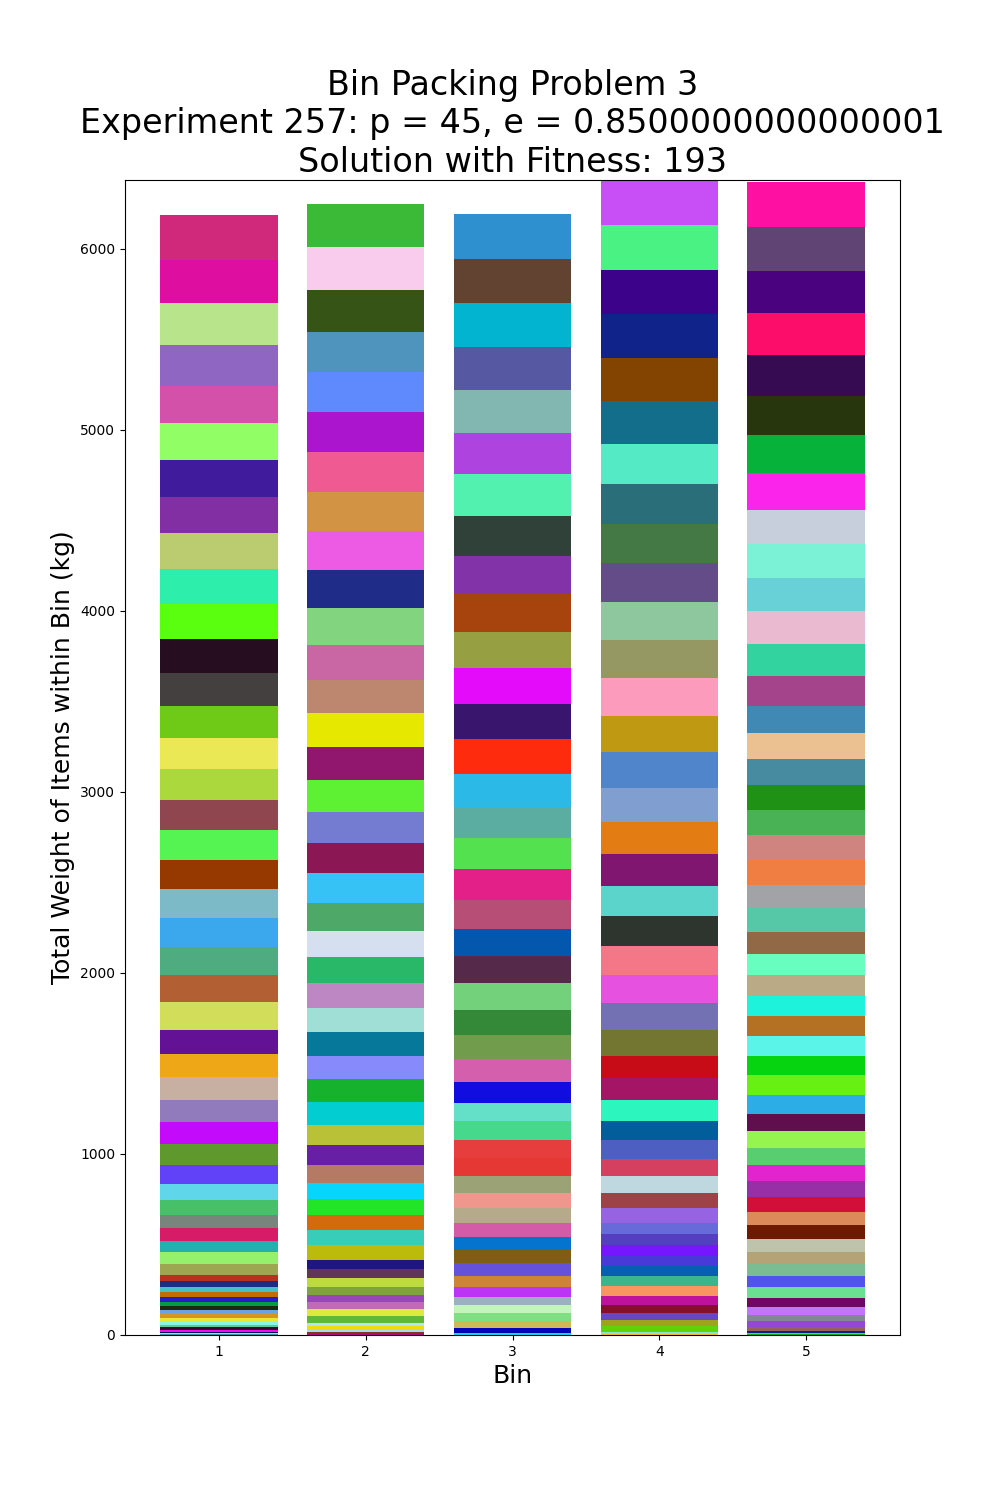 Bin Packing Problem 3
Experiment 257: p = 45, e = 0.8500000000000001
Solution with Fitness: 193
Total Weight of Items within Bin (kg)
6000
5000
4000
3000
2000
1000
0
1 2 3 4 5
Bin